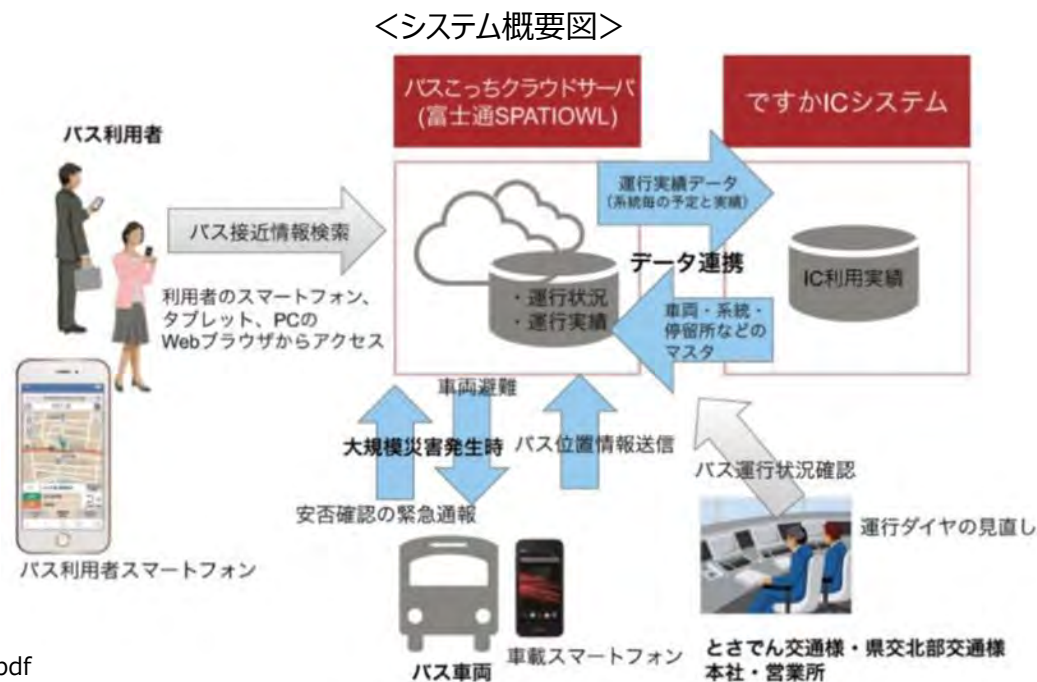 ＜システム概要図＞
バスこっちクラウドサーバ
(富士通SPATIOWL)
ですかICシステム
バス利用者
バス接近情報検索
利用者のスマートフォン、
タブレット、PCの
Webブラウザからアクセス
・運行状況
・運行実績
運行実績データ
(系統毎の予定と実績)
データ連携
車両・系統・
停留所などの
マスタ
IC利用実績
車両避難
大規模災害発生時
バス位置情報送信
安否確認の緊急通報
バス運行状況確認
運行ダイヤの見直し
バス利用者スマートフォン
バス車両
車載スマートフォン
とさでん交通様・県交北部交通様
本社・営業所
pdf